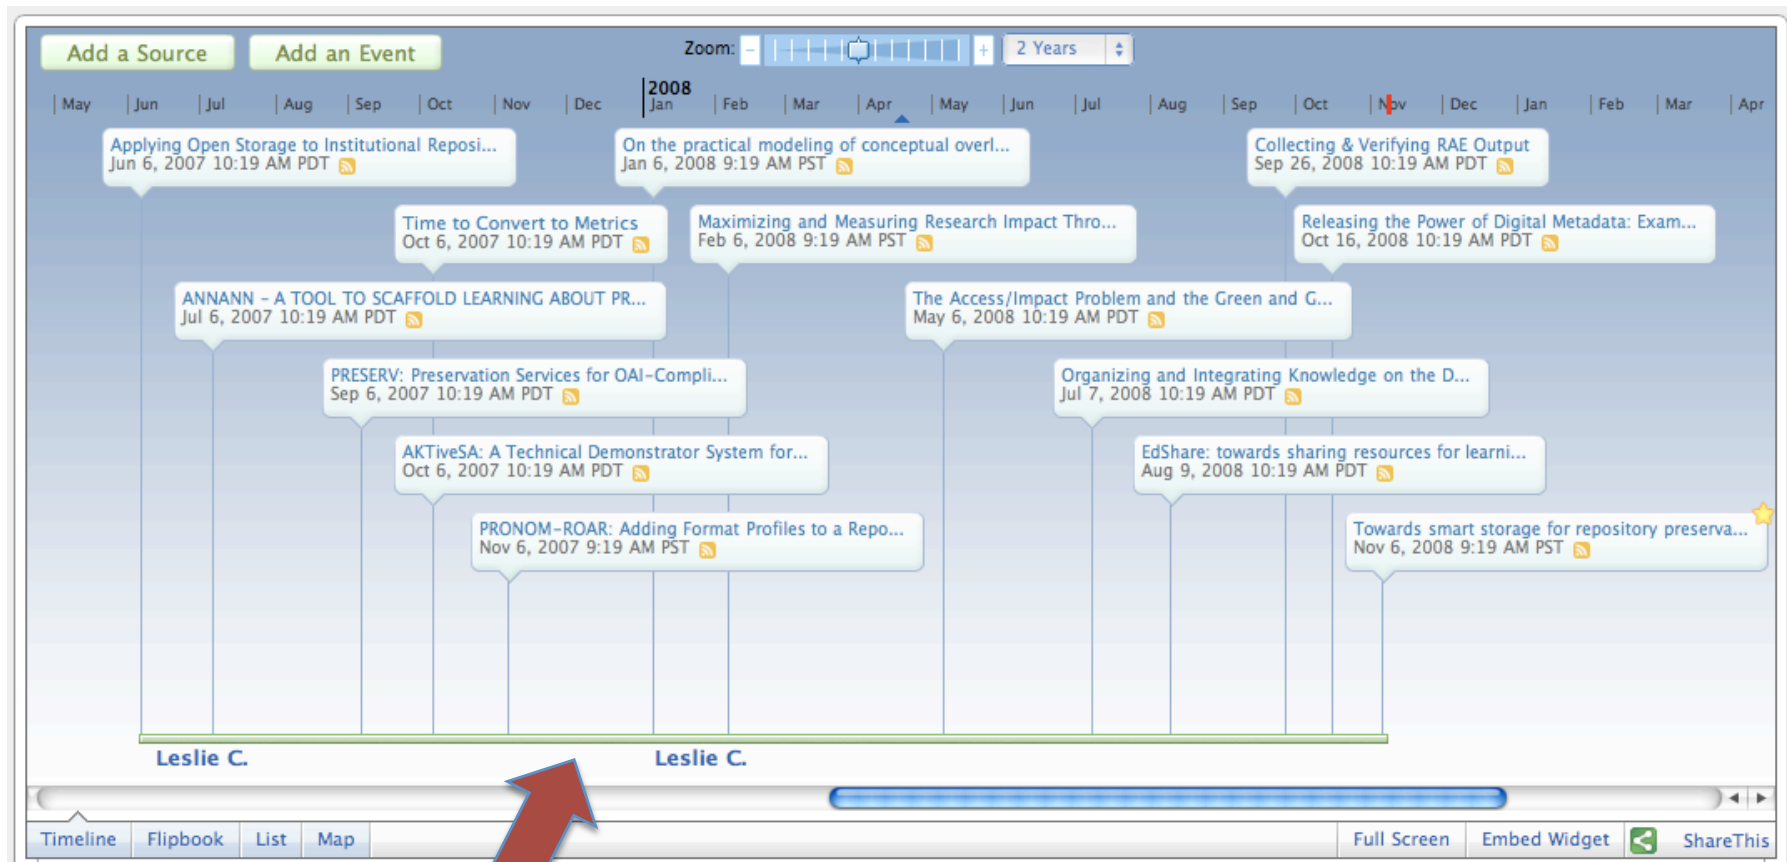 Add a Source
Add an Event
Zoom: - + 2 Years
2008
May Jun Jul Aug Sep Oct Nov Dec Jan Feb Mar Apr May Jun Jul Aug Sep Oct Nov Dec Jan Feb Mar Apr
Applying Open Storage to Institutional Reposi...
Jun 6, 2007 10:19 AM PDT
On the practical modeling of conceptual overl...
Jan 6, 2008 9:19 AM PST
Collecting & Verifying RAE Output
Sep 26, 2008 10:19 AM PDT
Time to Convert to Metrics
Oct 6, 2007 10:19 AM PDT
Maximizing and Measuring Research Impact Thro...
Feb 6, 2008 9:19 AM PST
Releasing the Power of Digital Metadata: Exam...
Oct 16, 2008 10:19 AM PDT
ANNANN - A TOOL TO SCAFFOLD LEARNING ABOUT PR...
Jul 6, 2007 10:19 AM PDT
The Access/Impact Problem and the Green and G...
May 6, 2008 10:19 AM PDT
PRESERV: Preservation Services for OAI-Compli...
Sep 6, 2007 10:19 AM PDT
Organizing and Integrating Knowledge on the D...
Jul 7, 2008 10:19 AM PDT
AKTiveSA: A Technical Demonstrator System for...
Oct 6, 2007 10:19 AM PDT
EdShare: towards sharing resources for learni...
Aug 9, 2008 10:19 AM PDT
PRONOM-ROAR: Adding Format Profiles to a Repo...
Nov 6, 2007 9:19 AM PST
Towards smart storage for repository preserva...
Nov 6, 2008 9:19 AM PST
Leslie C.
Leslie C.
Timeline Flipbook List Map Full Screen Embed Widget ShareThis